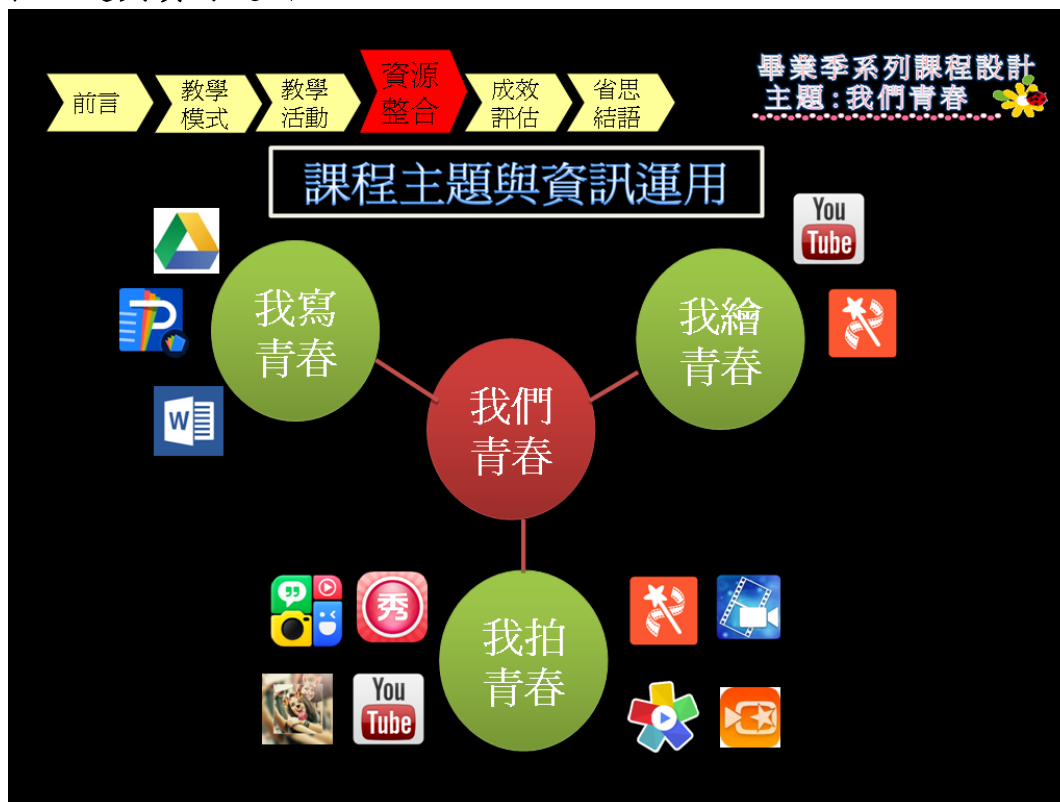 前言
教學
模式
教學
活動
資源
整合
成效
評估
省思
結語
畢業季系列課程設計
主題:我們青春
課程主題與資訊運用
You
Tube
我寫
青春
我繪
青春
W
我們
青春
秀
我拍
青春
You
Tube